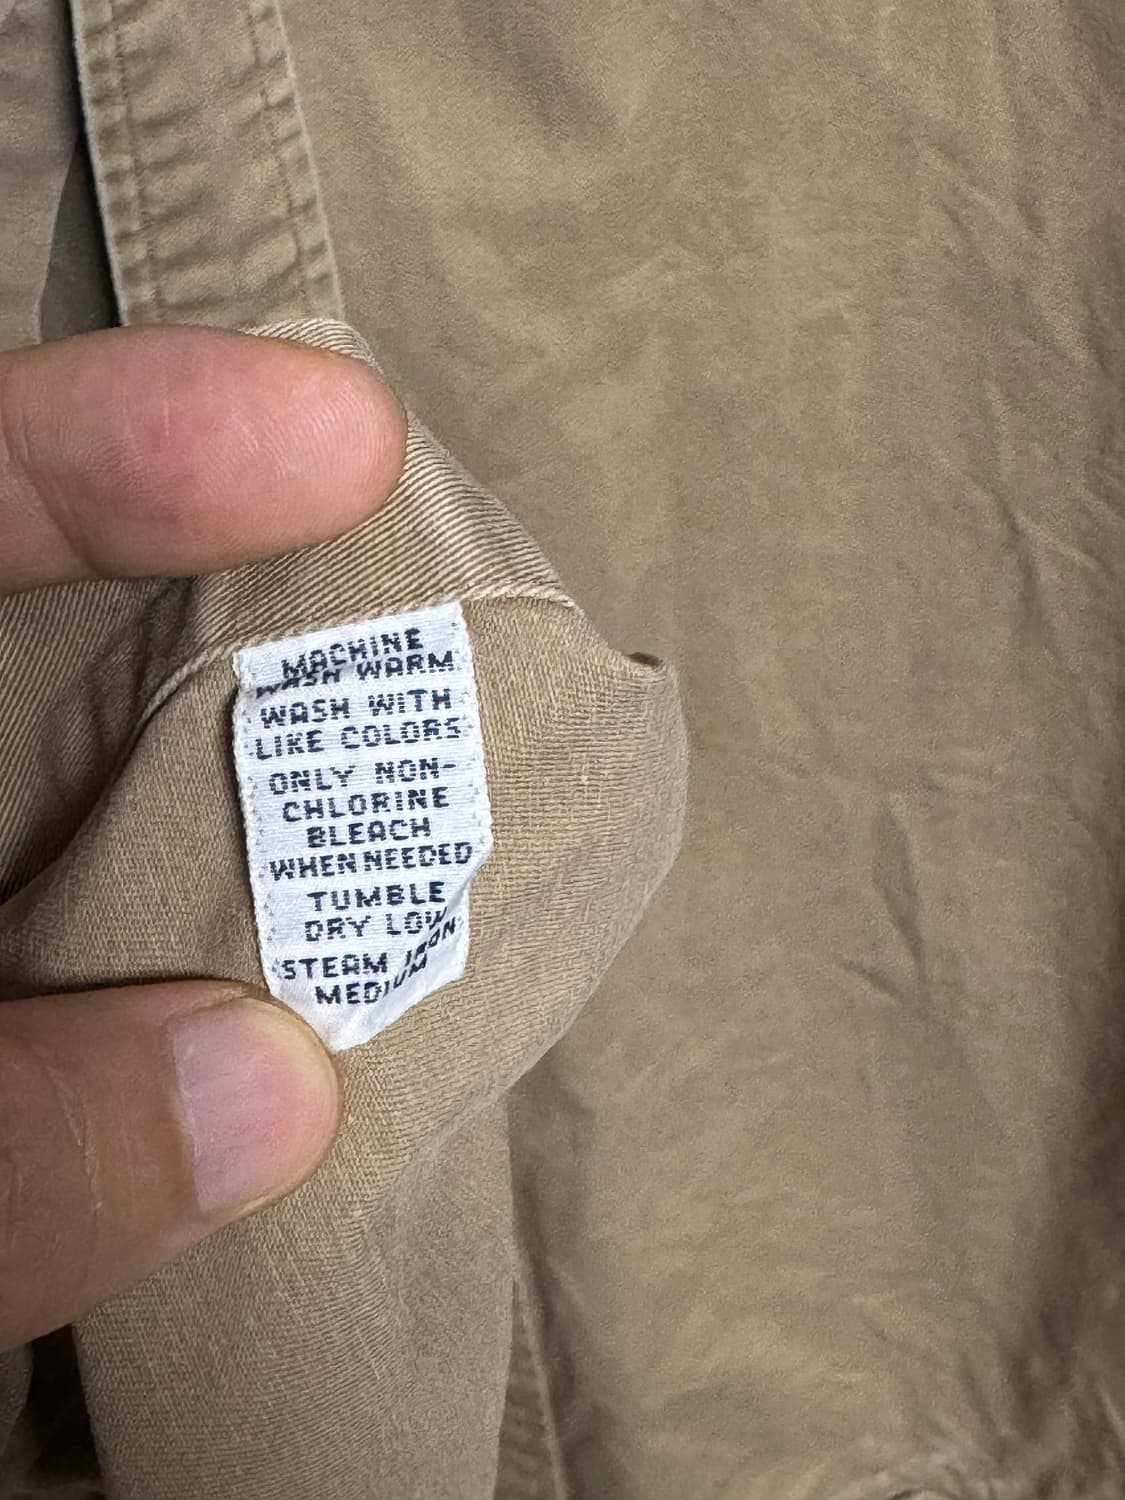 MACHINE
WASH WARM
WASH WITH
LIKE COLORS
ONLY NON-
CHLORINE
BLEACH
WHEN NEEDED
TUMBLE
DRY LOW
STEAM IRON
MEDIUM